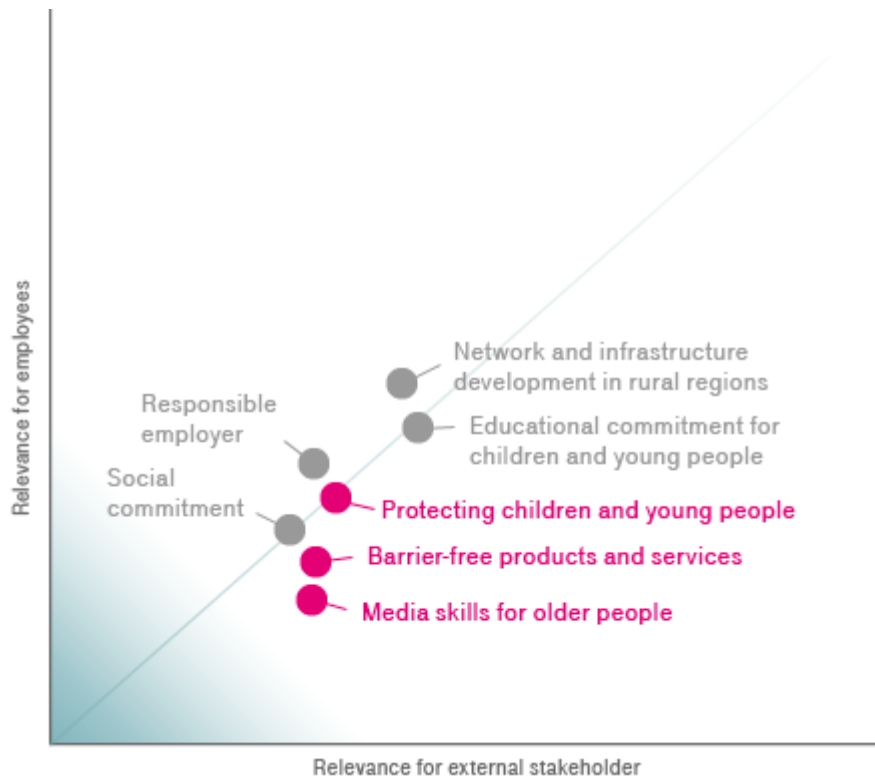 Relevance for employees
Network and infrastructure
development in rural regions
Responsible
employer
Educational commitment for
children and young people
Social
commitment
Protecting children and young people
Barrier-free products and services
Media skills for older people
Relevance for external stakeholder